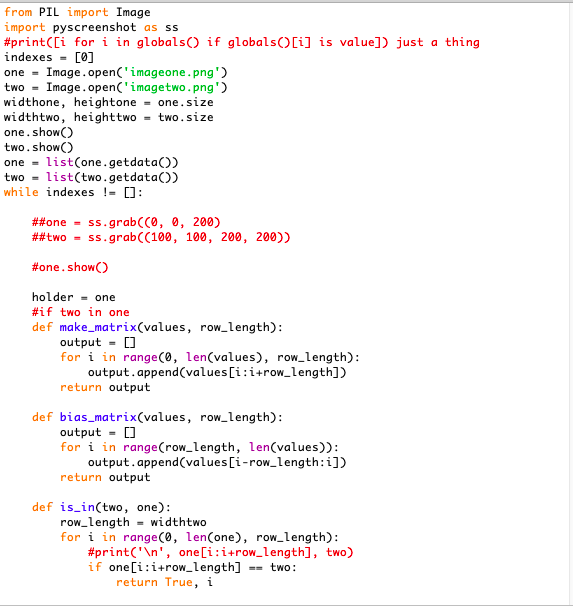 from PIL import Image
import pyscreenshot as ss
#print([i for i in globals() if globals()[i] is value]) just a thing
indexes = [0]
one = Image.open('imageone.png')
two = Image.open('imagetwo.png')
widthone, heightone = one.size
widthtwo, heighttwo = two.size
one.show()
two.show()
one = list(one.getdata())
two = list(two.getdata())
while indexes != []:

    ##one = ss.grab((0, 0, 200)
    ##two = ss.grab((100, 100, 200, 200))

    #one.show()

    holder = one
    #if two in one
    def make_matrix(values, row_length):
        output = []
        for i in range(0, len(values), row_length):
            output.append(values[i:i+row_length])
        return output

    def bias_matrix(values, row_length):
        output = []
        for i in range(row_length, len(values)):
            output.append(values[i-row_length:i])
        return output

    def is_in(two, one):
        row_length = widthtwo
        for i in range(0, len(one), row_length):
            #print('\n', one[i:i+row_length], two)
            if one[i:i+row_length] == two:
                return True, i